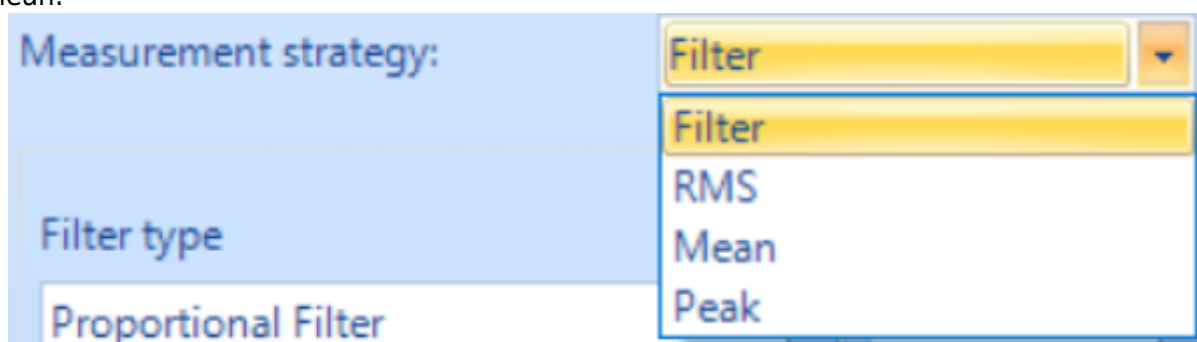 Measurement strategy:
Filter
Filter
RMS
Mean
Peak
Filter type
Proportional Filter